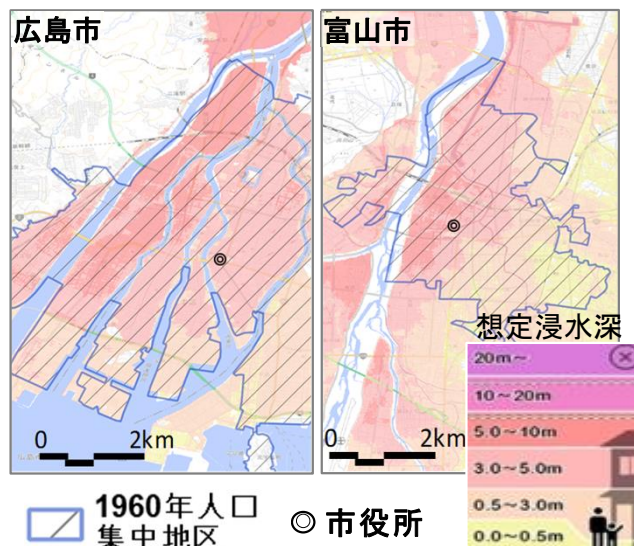 広島市
富山市
0 2km
0 2km
想定浸水深
20m~
10~20m
5.0~10m
3.0~5.0m
0.5~3.0m
0.0~0.5m
1960年人口
集中地区
市役所